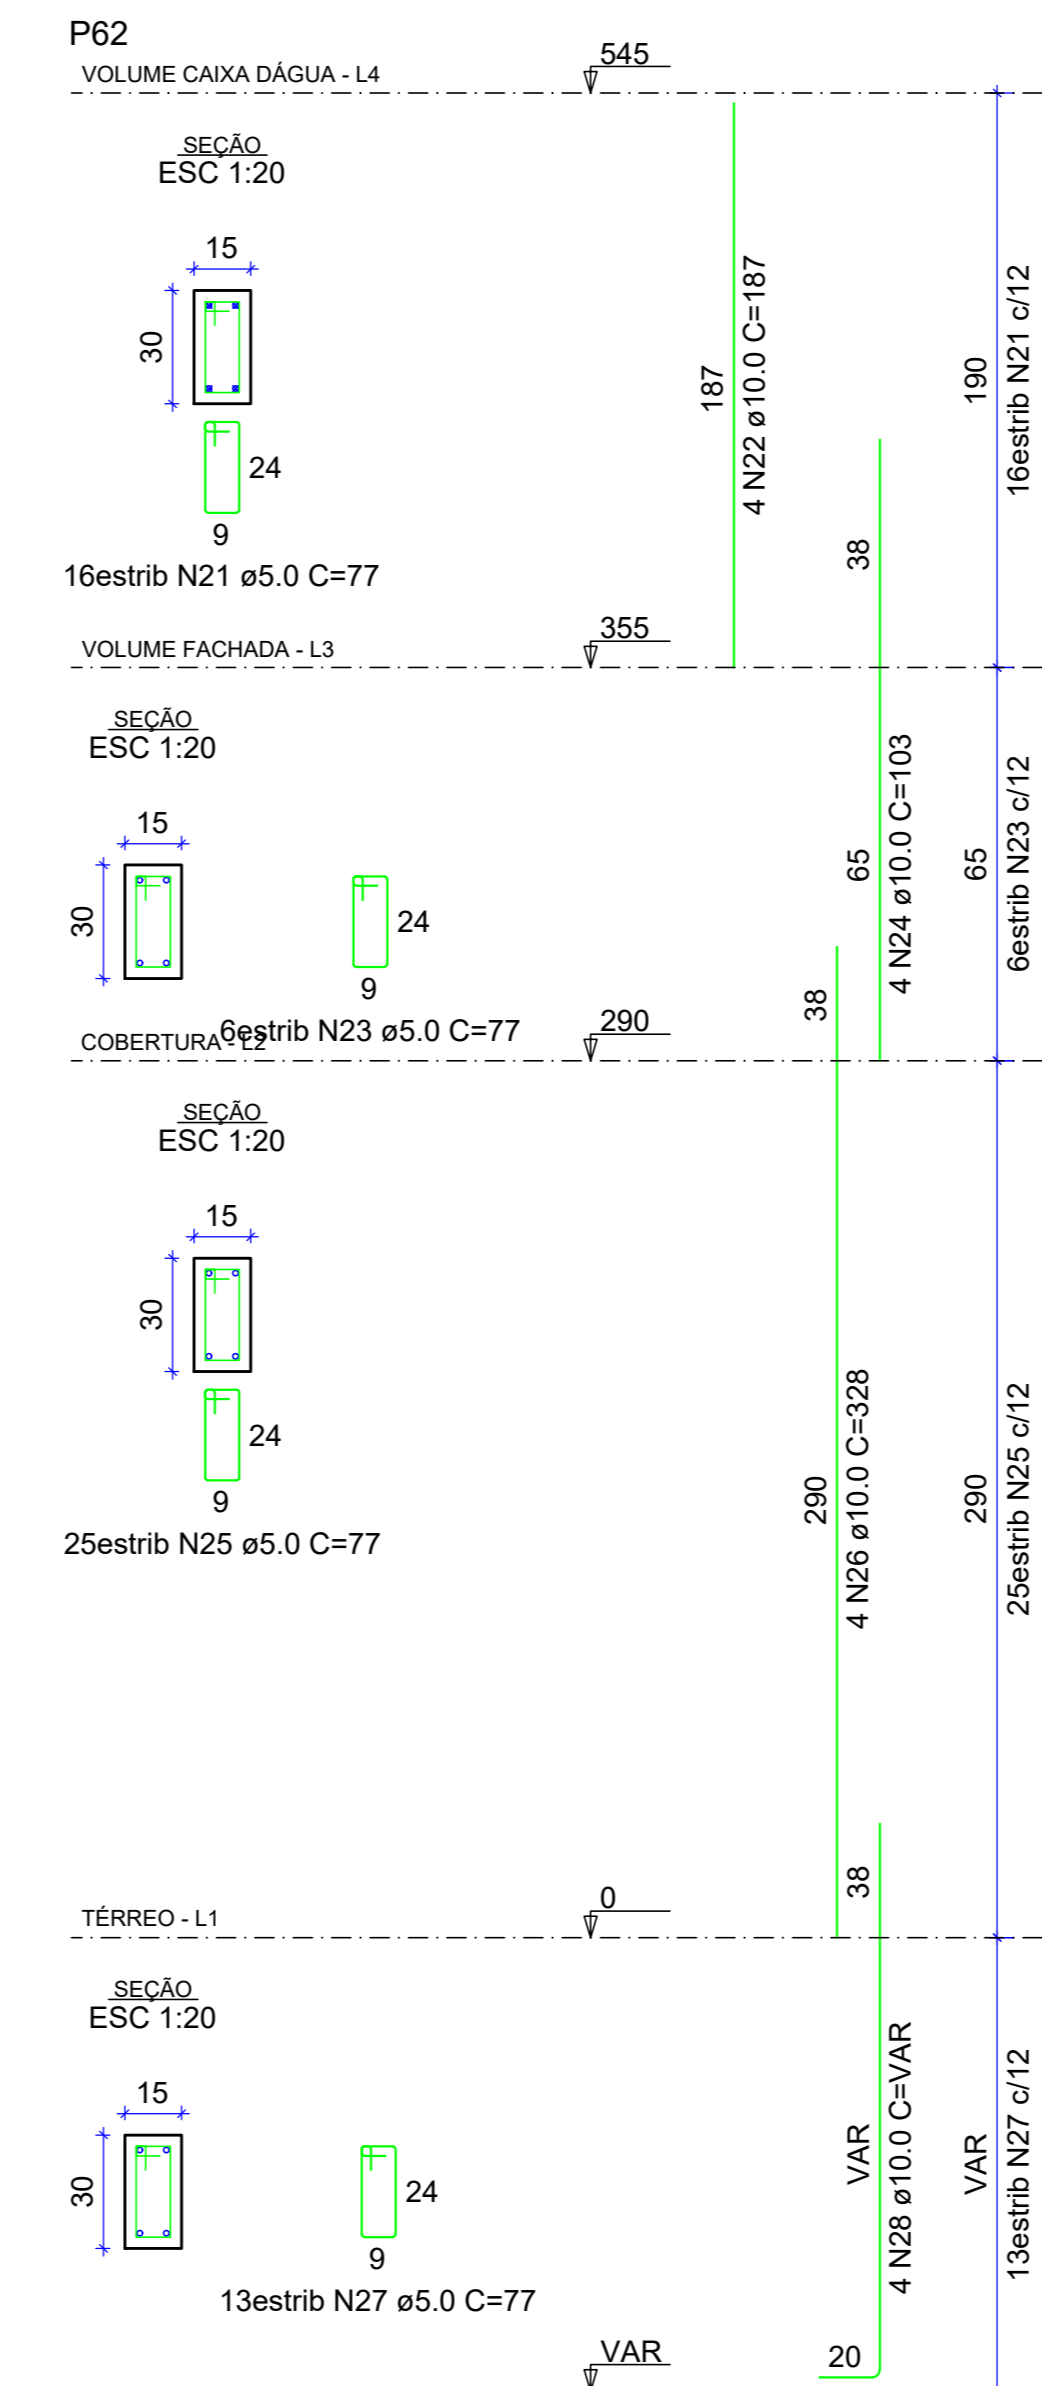 P62
VOLUME CAIXA DÁGUA - L4
545
SEÇÃO
ESC 1:20
15
30
24
9
16estrib N21 ø5.0 C=77
187
4 N22 ø10.0 C=187
38
190
16estrib N21 c/12
VOLUME FACHADA - L3
355
SEÇÃO
ESC 1:20
15
30
24
9
6estrib N23 ø5.0 C=77
65
4 N24 ø10.0 C=103
65
6estrib N23 c/12
38
COBERTURA - L2
290
SEÇÃO
ESC 1:20
15
30
24
9
25estrib N25 ø5.0 C=77
290
4 N26 ø10.0 C=328
290
25estrib N25 c/12
38
TÉRREO - L1
0
SEÇÃO
ESC 1:20
15
30
24
9
13estrib N27 ø5.0 C=77
VAR
4 N28 ø10.0 C=VAR
VAR
13estrib N27 c/12
20
VAR